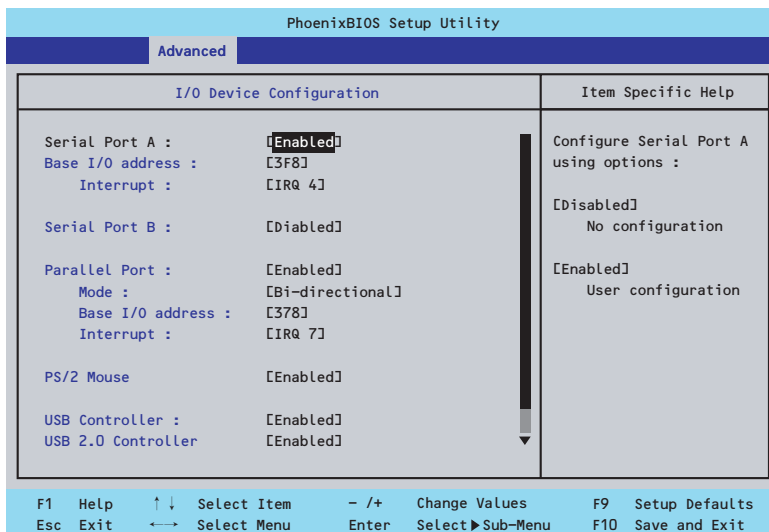 PhoenixBIOS Setup Utility
Advanced
I/O Device Configuration
Serial Port A : [Enabled]
Base I/O address : [3F8]
Interrupt : [IRQ 4]
Serial Port B : [Diabled]
Parallel Port : [Enabled]
Mode : [Bi-directional]
Base I/O address : [378]
Interrupt : [IRQ 7]
PS/2 Mouse [Enabled]
USB Controller : [Enabled]
USB 2.0 Controller [Enabled]
Item Specific Help
Configure Serial Port A
using options :
[Disabled]
No configuration
[Enabled]
User configuration
F1 Help ↑↓ Select Item - /+ Change Values F9 Setup Defaults
Esc Exit ←→ Select Menu Enter Select ▶ Sub-Menu F10 Save and Exit